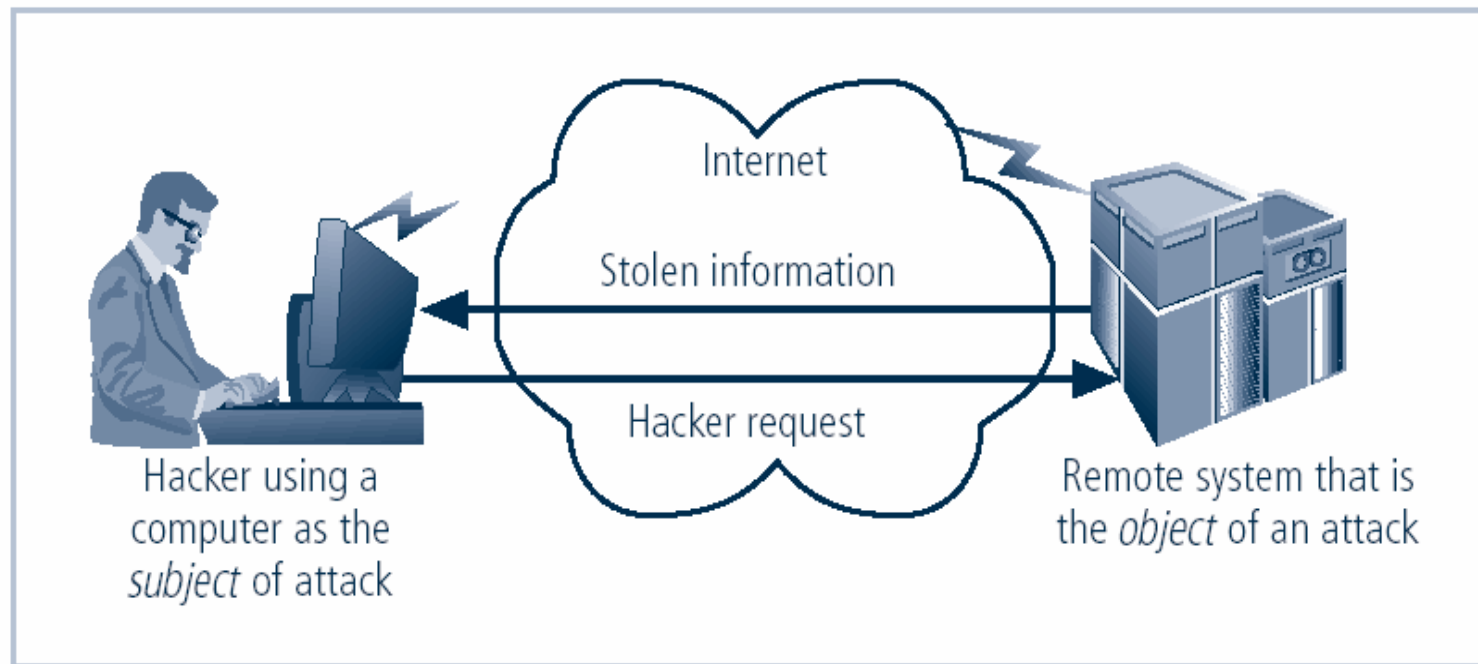 Internet
Stolen information
Hacker request
Hacker using a
computer as the
subject of attack
Remote system that is
the object of an attack